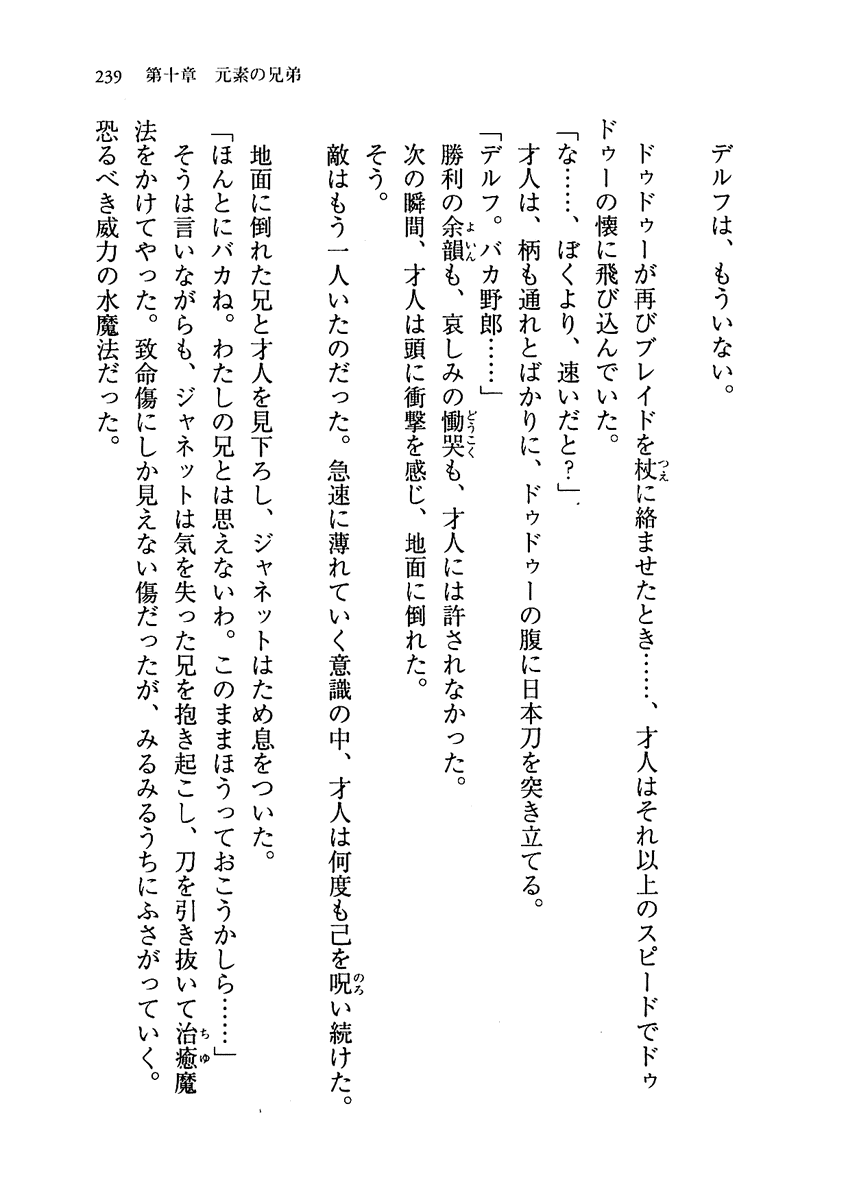 239　第十章　元素の兄弟
デルフは、もういない。
ドゥドゥーが再びブレイドを杖に絡ませたとき……、才人はそれ以上のスピードでドゥ
ドゥーの懐に飛び込んでいた。
「な……、ぼくより、速いだと？」
才人は、柄も通れとばかりに、ドゥドゥーの腹に日本刀を突き立てる。
「デルフ。バカ野郎……」
勝利の余韻も、哀しみの慟哭も、才人には許されなかった。
次の瞬間、才人は頭に衝撃を感じ、地面に倒れた。
そう。
敵はもう一人いたのだった。急速に薄れていく意識の中、才人は何度も己を呪い続けた。
地面に倒れた兄と才人を見下ろし、ジャネットはため息をついた。
「ほんとにバカね。わたしの兄とは思えないわ。このままほうっておこうかしら……」
そうは言いながらも、ジャネットは気を失った兄を抱き起こし、刀を引き抜いて治癒魔
法をかけてやった。致命傷にしか見えない傷だったが、みるみるうちにふさがっていく。
恐るべき威力の水魔法だった。